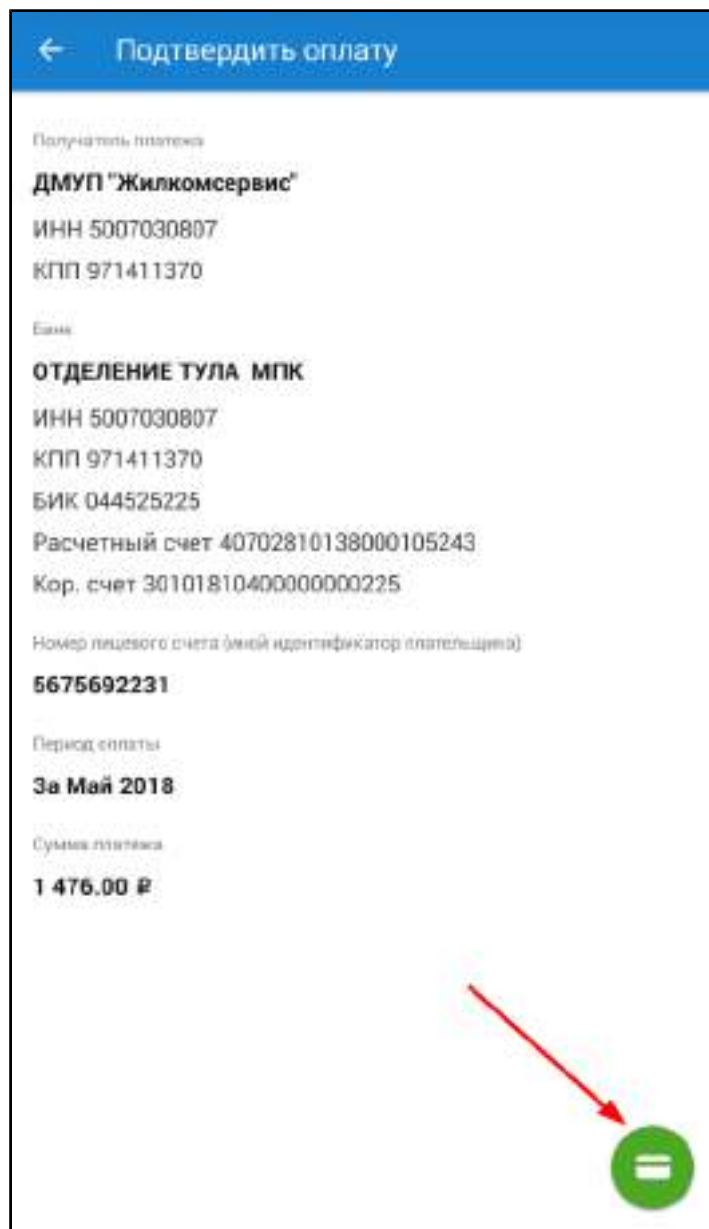 Подтвердить оплату
Получатель платежа
ДМУП "Жилкомсервис"
ИНН 5007030807
КПП 971411370
Банк
ОТДЕЛЕНИЕ ТУЛА МПК
ИНН 5007030807
КПП 971411370
БИК 044525225
Расчетный счет 40702810138000105243
Кор. счет 30101810400000000225
Номер лицевого счета (иной идентификатор плательщика)
5675692231
Период оплаты
За Май 2018
Сумма платежа
1 476.00 ₽